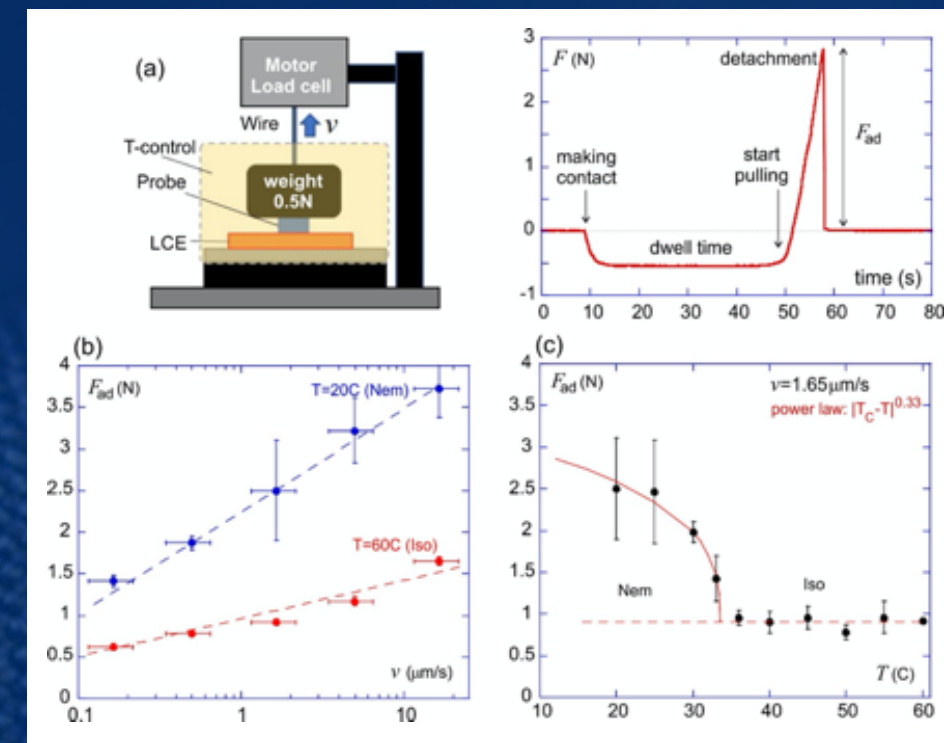 (a)
Motor
Load cell
Wire
v
T-control
Probe
weight
0.5N
LCE
F (N)
3
2
1
0
-1
detachment
F_ad
making
contact
start
pulling
dwell time
time (s)
0 10 20 30 40 50 60 70 80
(b)
F_ad (N)
4
3.5
3
2.5
2
1.5
1
0.5
0
T=20C (Nem)
T=60C (Iso)
v (μm/s)
0.1 1 10
(c)
F_ad (N)
4
3.5
3
2.5
2
1.5
1
0.5
0
v=1.65μm/s
power law: |T_C-T|^0.33
Nem
Iso
T (C)
10 20 30 40 50 60